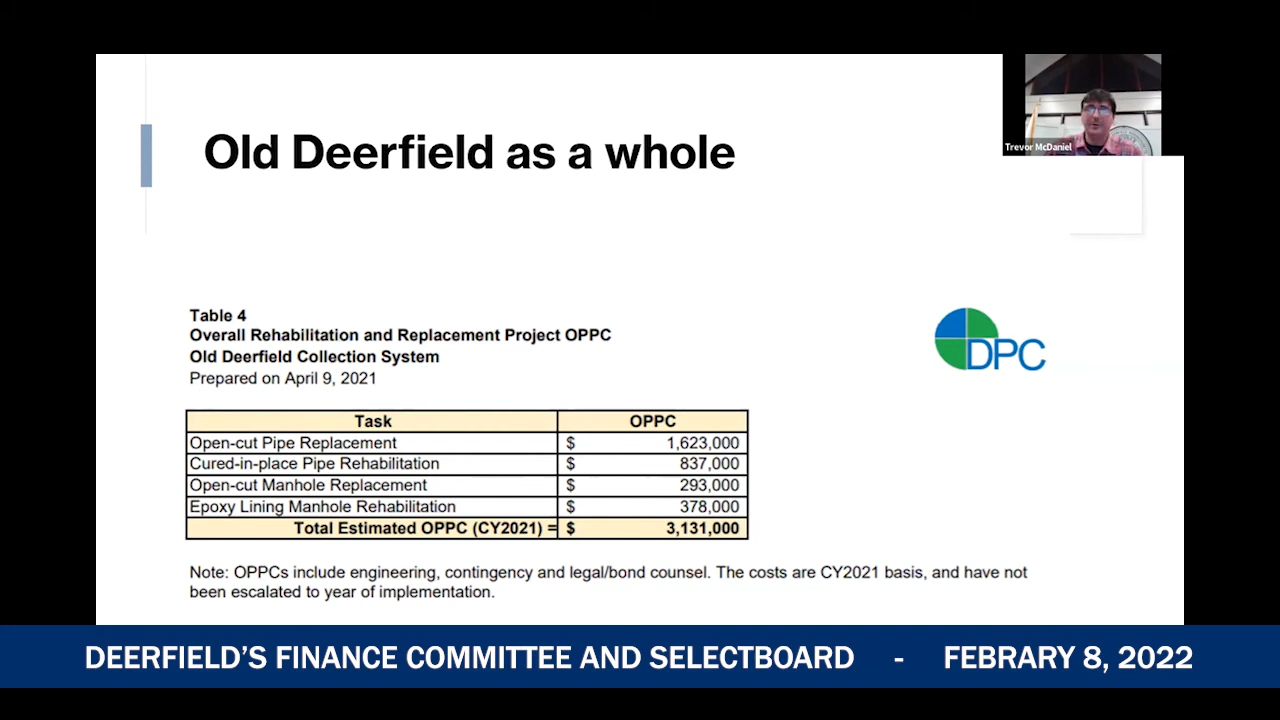 Old Deerfield as a whole
Trevor McDaniel
Table 4
Overall Rehabilitation and Replacement Project OPPC
Old Deerfield Collection System
Prepared on April 9, 2021
DPC
Task OPPC
Open-cut Pipe Replacement $ 1,623,000
Cured-in-place Pipe Rehabilitation $ 837,000
Open-cut Manhole Replacement $ 293,000
Epoxy Lining Manhole Rehabilitation $ 378,000
Total Estimated OPPC (CY2021) = $ 3,131,000
Note: OPPCs include engineering, contingency and legal/bond counsel. The costs are CY2021 basis, and have not
been escalated to year of implementation.
DEERFIELD'S FINANCE COMMITTEE AND SELECTBOARD - FEBRARY 8, 2022